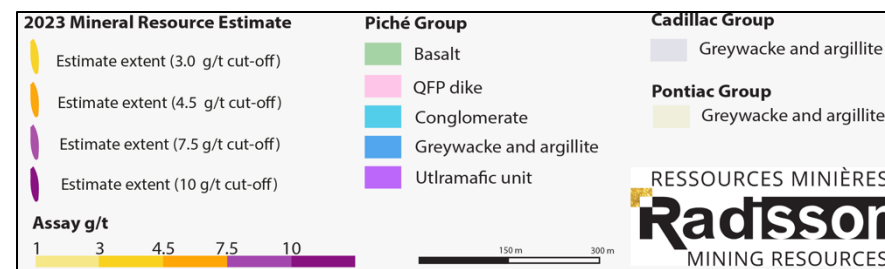 2023 Mineral Resource Estimate
Estimate extent (3.0 g/t cut-off)
Estimate extent (4.5 g/t cut-off)
Estimate extent (7.5 g/t cut-off)
Estimate extent (10 g/t cut-off)
Assay g/t
1 3 4.5 7.5 10
Piché Group
Basalt
QFP dike
Conglomerate
Greywacke and argillite
Utlramafic unit
150 m 300 m
Cadillac Group
Greywacke and argillite
Pontiac Group
Greywacke and argillite
RESSOURCES MINIÈRES
Radisson
MINING RESOURCES